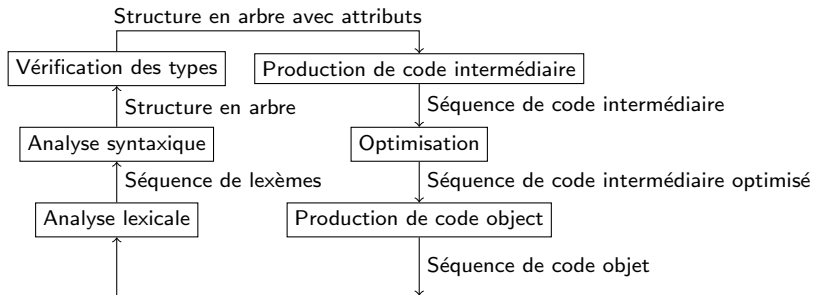 Structure en arbre avec attributs
Vérification des types
Production de code intermédiaire
Structure en arbre
Séquence de code intermédiaire
Analyse syntaxique
Optimisation
Séquence de lexèmes
Séquence de code intermédiaire optimisé
Analyse lexicale
Production de code object
Séquence de code objet